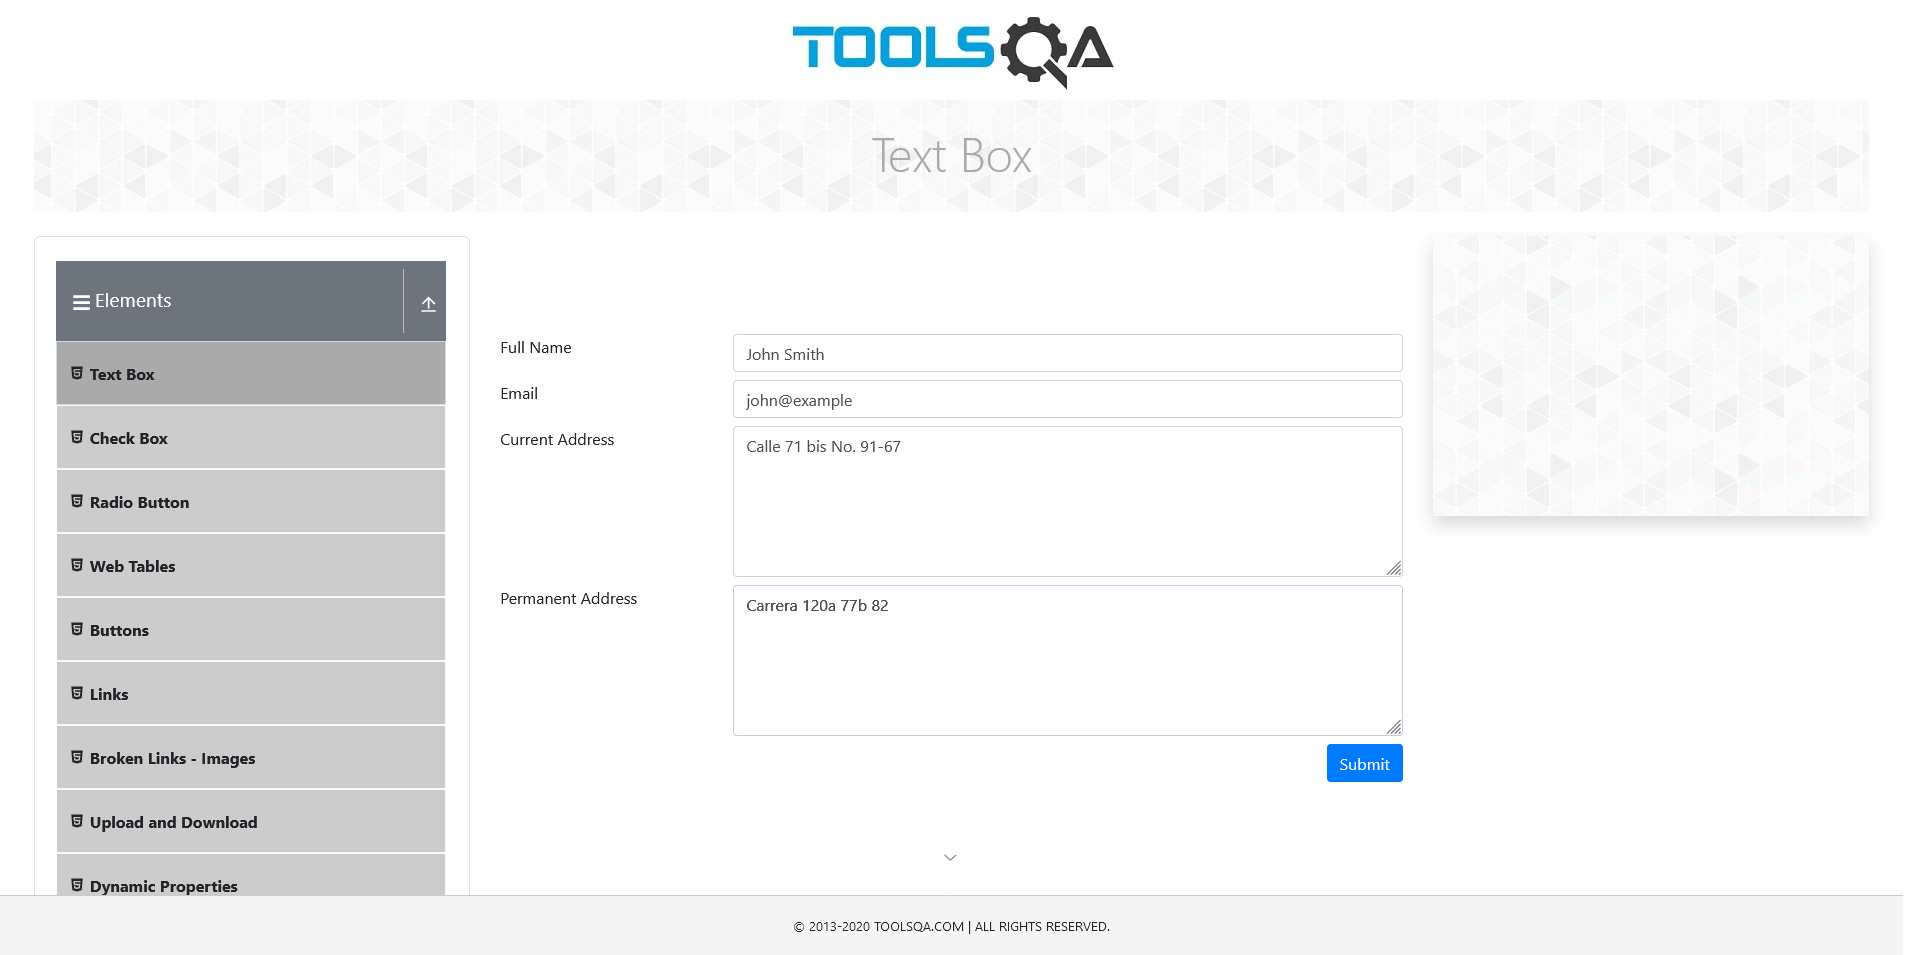 TOOLSQA
Text Box
Elements
Text Box
Check Box
Radio Button
Web Tables
Buttons
Links
Broken Links - Images
Upload and Download
Dynamic Properties
Full Name
John Smith
Email
john@example
Current Address
Calle 71 bis No. 91-67
Permanent Address
Carrera 120a 77b 82
Submit
© 2013-2020 TOOLSQA.COM | ALL RIGHTS RESERVED.